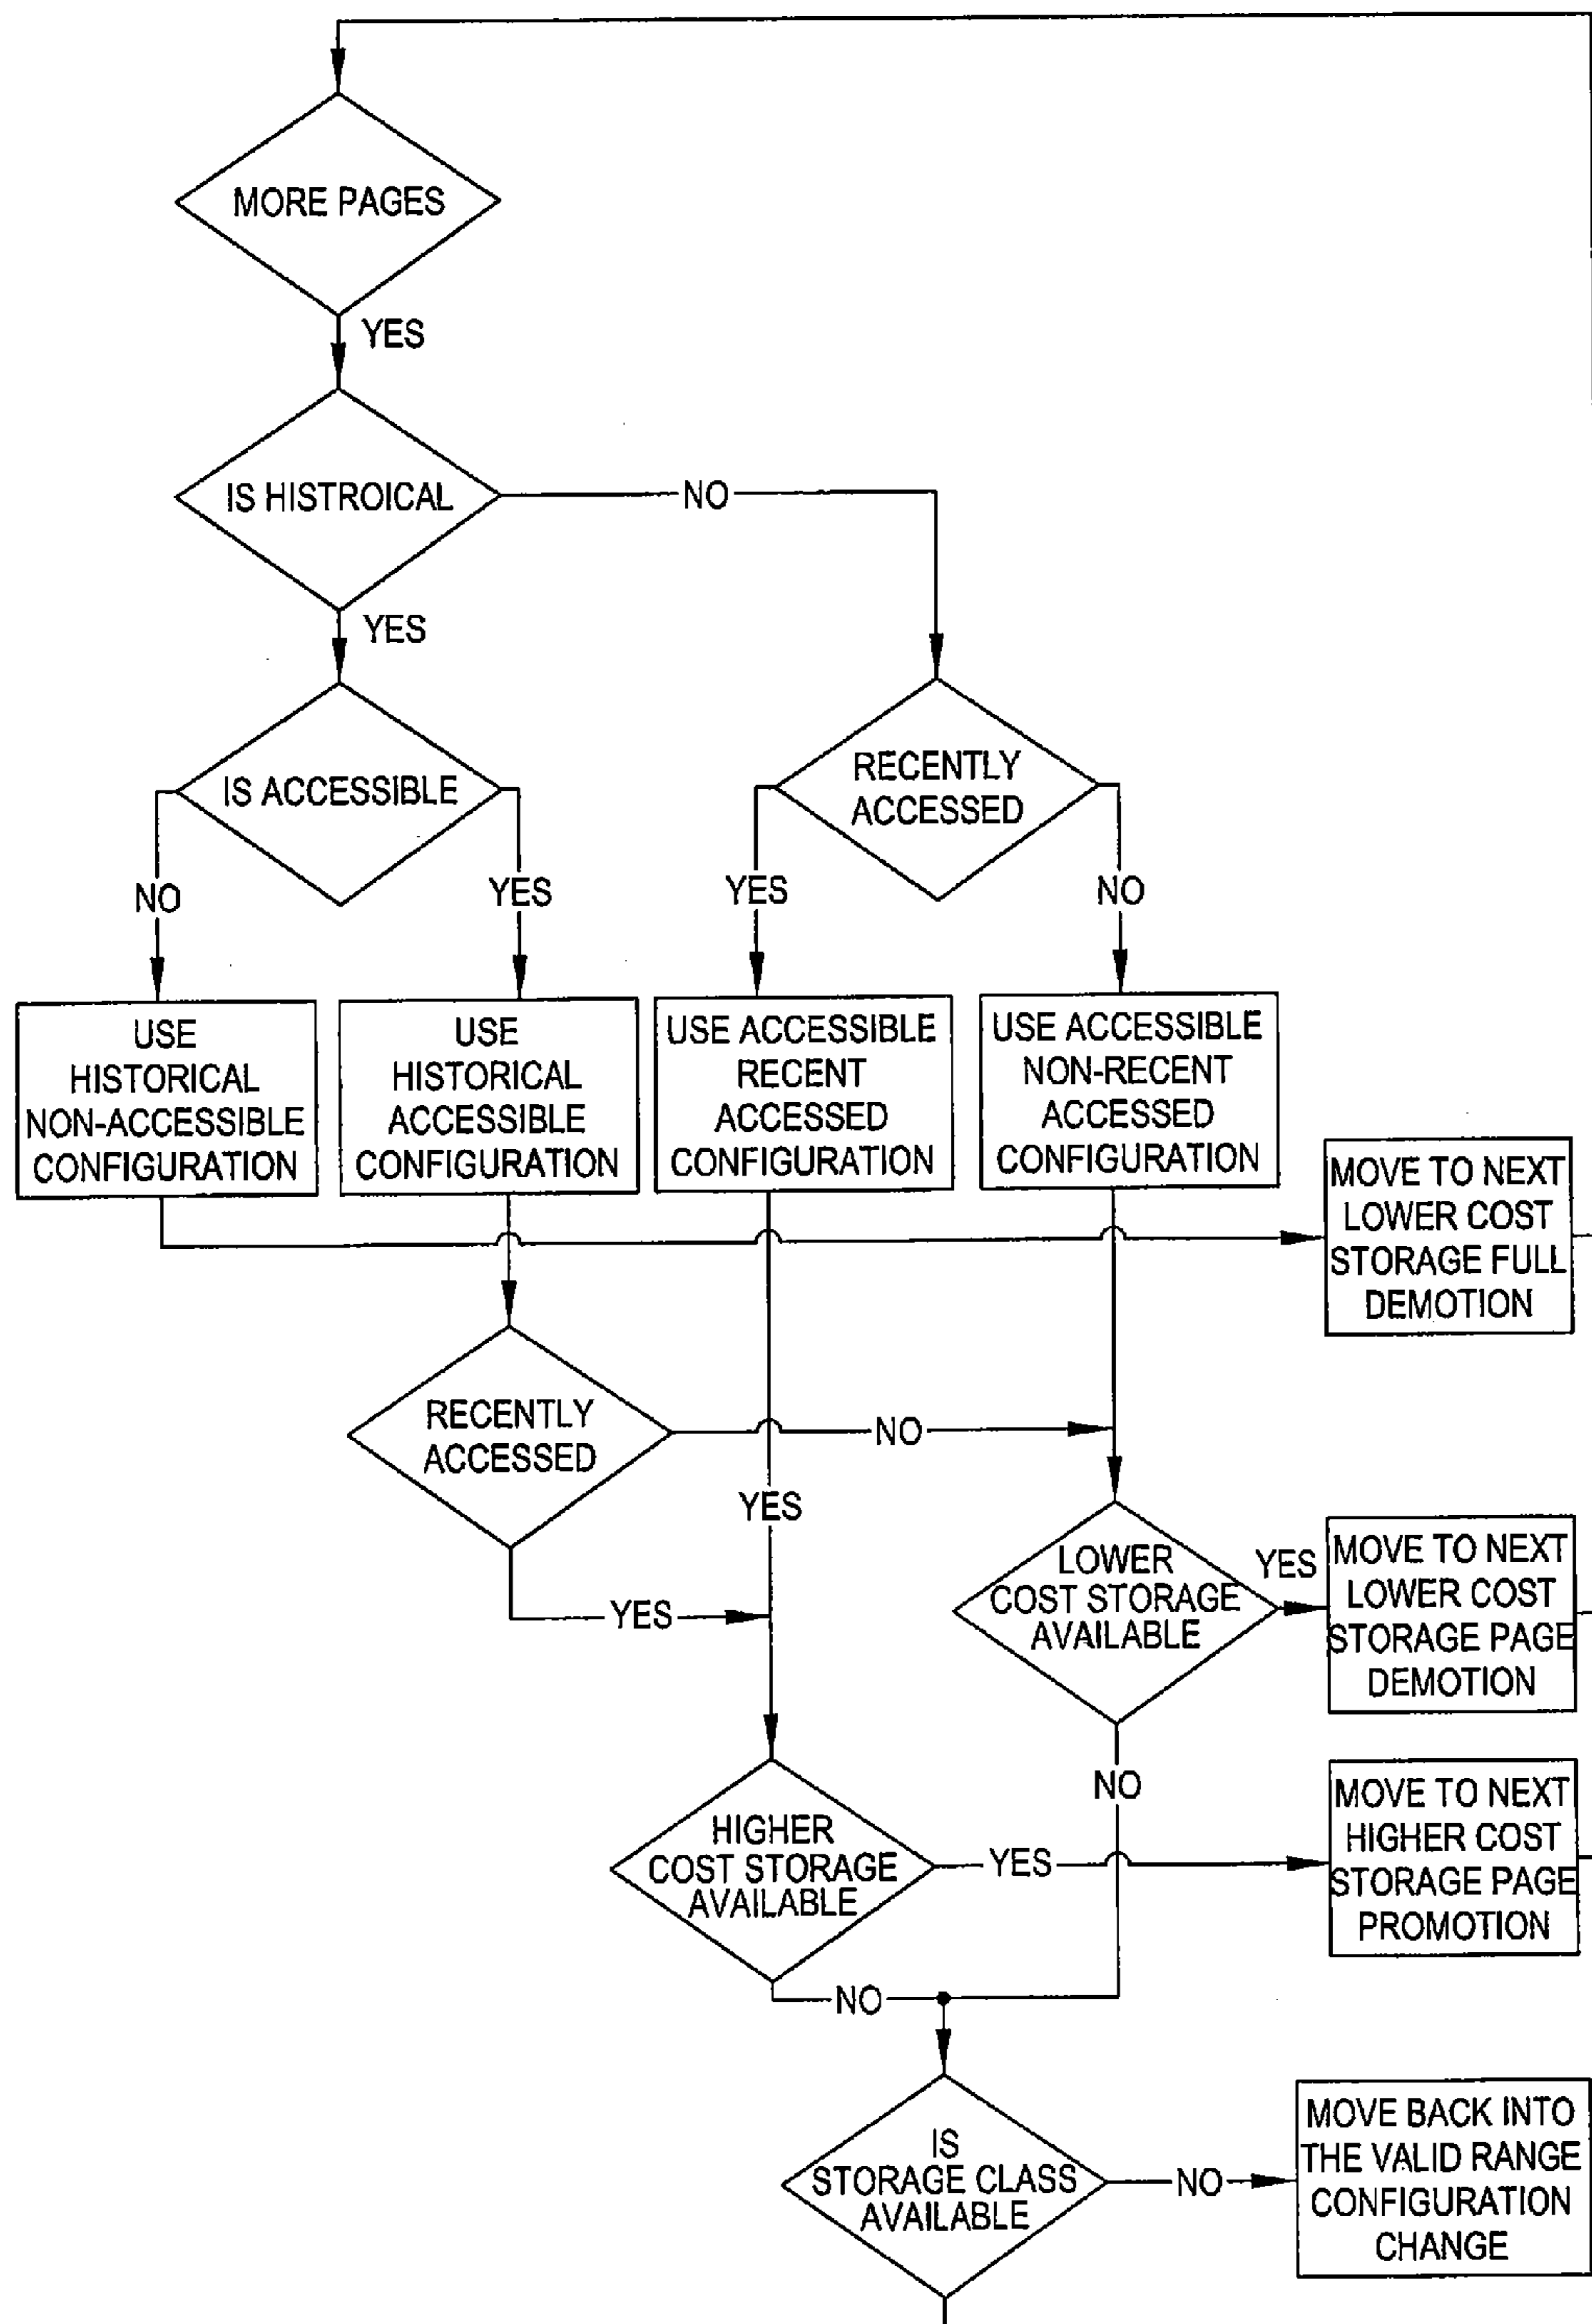 MORE PAGES
YES
IS HISTROICAL
NO
YES
IS ACCESSIBLE
RECENTLY
ACCESSED
NO
YES
YES
NO
USE
HISTORICAL
NON-ACCESSIBLE
CONFIGURATION
USE
HISTORICAL
ACCESSIBLE
CONFIGURATION
USE ACCESSIBLE
RECENT
ACCESSED
CONFIGURATION
USE ACCESSIBLE
NON-RECENT
ACCESSED
CONFIGURATION
MOVE TO NEXT
LOWER COST
STORAGE FULL
DEMOTION
RECENTLY
ACCESSED
NO
YES
YES
LOWER
COST STORAGE
AVAILABLE
YES
MOVE TO NEXT
LOWER COST
STORAGE PAGE
DEMOTION
NO
HIGHER
COST STORAGE
AVAILABLE
YES
MOVE TO NEXT
HIGHER COST
STORAGE PAGE
PROMOTION
NO
IS
STORAGE CLASS
AVAILABLE
NO
MOVE BACK INTO
THE VALID RANGE
CONFIGURATION
CHANGE